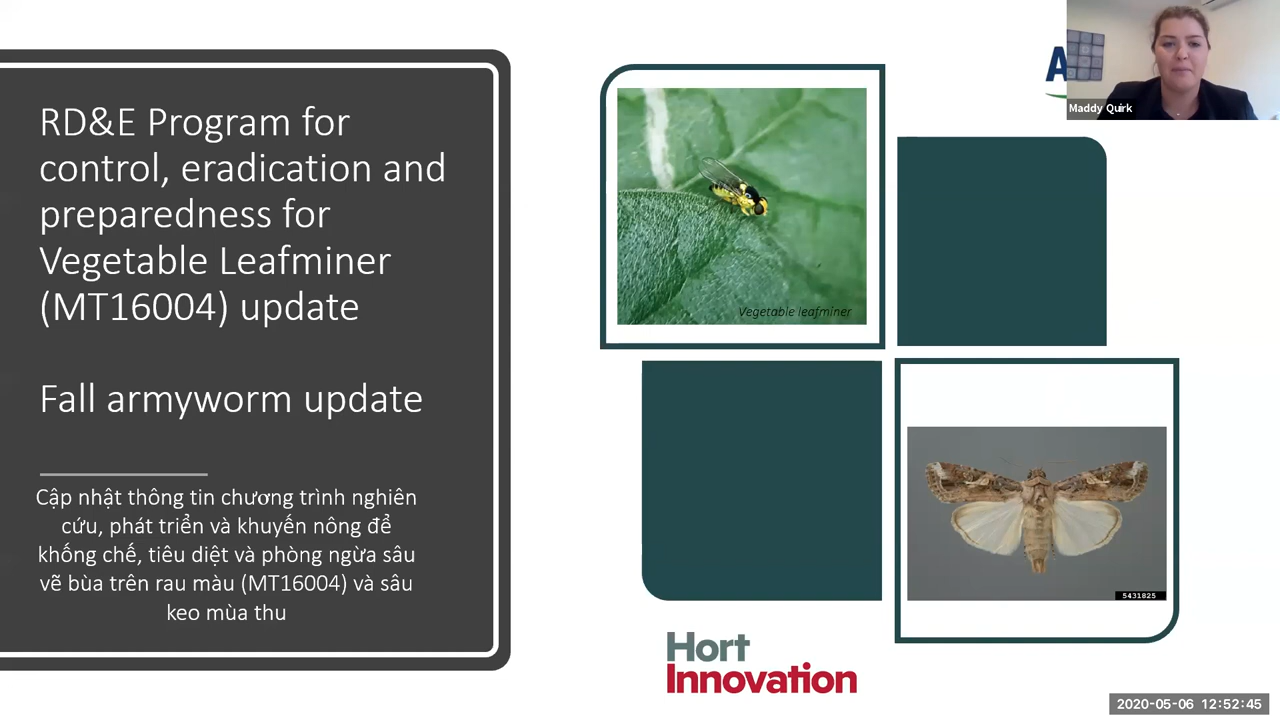 RD&E Program for
control, eradication and
preparedness for
Vegetable Leafminer
(MT16004) update
Fall armyworm update
Cập nhật thông tin chương trình nghiên
cứu, phát triển và khuyến nông để
khống chế, tiêu diệt và phòng ngừa sâu
vẽ bùa trên rau màu (MT16004) và sâu
keo mùa thu
Vegetable leafminer
Maddy Quirk
5431825
Hort
Innovation
2020-05-06 12:52:45